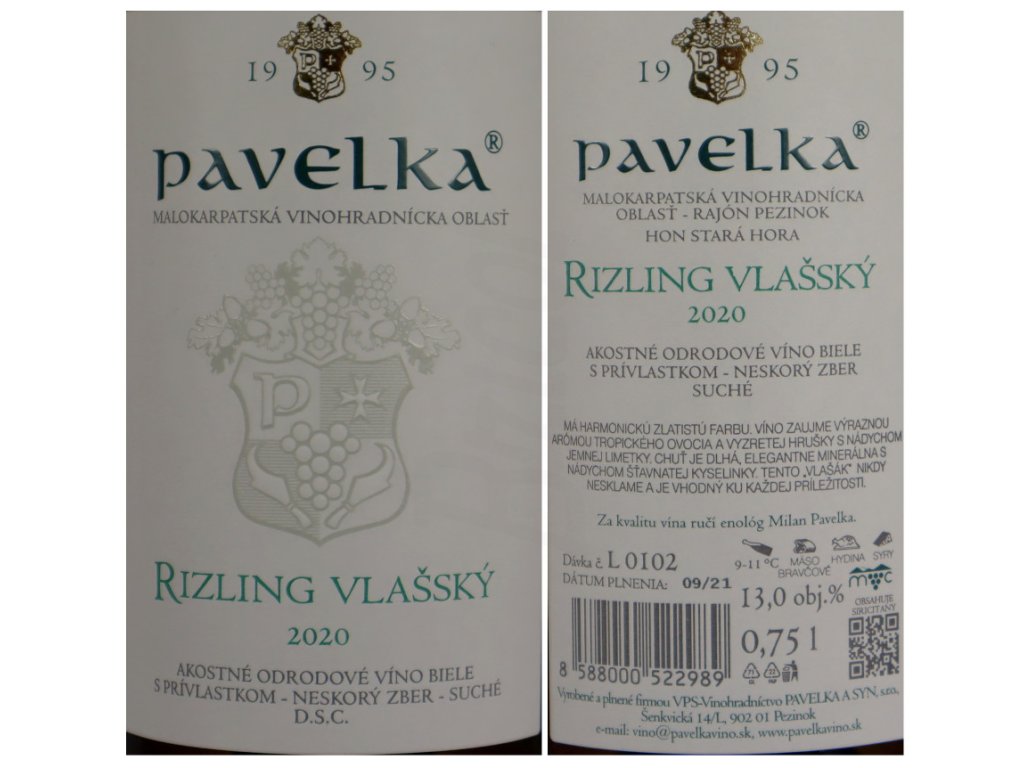 19 95
PAVELKA®
MALOKARPATSKÁ VINOHRADNÍCKA OBLASŤ
P
RIZLING VLAŠSKÝ
2020
AKOSTNÉ ODRODOVÉ VÍNO BIELE
S PRÍVLASTKOM - NESKORÝ ZBER - SUCHÉ
D.S.C.
19 95
PAVELKA®
MALOKARPATSKÁ VINOHRADNÍCKA
OBLASŤ - RAJÓN PEZINOK
HON STARÁ HORA
RIZLING VLAŠSKÝ
2020
AKOSTNÉ ODRODOVÉ VÍNO BIELE
S PRÍVLASTKOM - NESKORÝ ZBER
SUCHÉ
MÁ HARMONICKÚ ZLATISTÚ FARBU. VÍNO ZAUJME VÝRAZNOU
ARÓMOU TROPICKÉHO OVOCIA A VYZRETEJ HRUŠKY S NÁDYCHOM
JEMNEJ LIMETKY. CHUŤ JE DLHÁ, ELEGANTNE MINERÁLNA S
NÁDYCHOM ŠŤAVNATEJ KYSELINKY. TENTO „VLAŠÁK" NIKDY
NESKLAME A JE VHODNÝ KU KAŽDEJ PRÍLEŽITOSTI.
Za kvalitu vína ručí enológ Milan Pavelka.
Dávka č. L 0102
DÁTUM PLNENIA: 09/21
9-11 °C MÄSO BRAVČOVÉ HYDINA SYRY
13,0 obj.%
mvc
OBSAHUJE
SIRIČITANY
0,75 l
8 588000 522989
Vyrobené a plnené firmou VPS-Vinohradníctvo PAVELKA A SYN, s.r.o.,
Šenkvická 14/L, 902 01 Pezinok
e-mail: vino@pavelkavino.sk, www.pavelkavino.sk